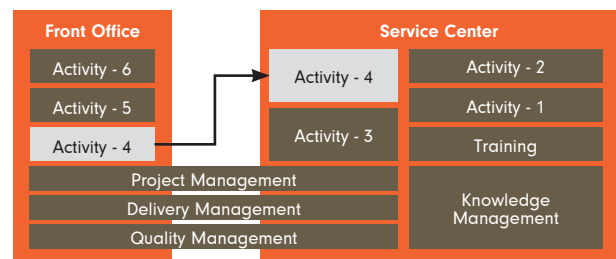 Front Office
Activity - 6
Activity - 5
Activity - 4
Service Center
Activity - 4
Activity - 3
Activity - 2
Activity - 1
Training
Knowledge
Management
Project Management
Delivery Management
Quality Management